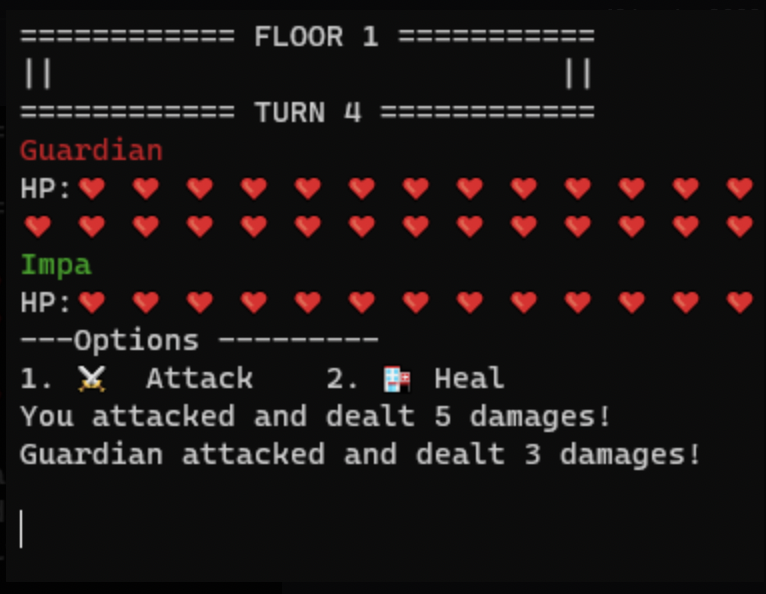 ============ FLOOR 1 ===========
||                             ||
============ TURN 4 ============
Guardian
HP:❤️ ❤️ ❤️ ❤️ ❤️ ❤️ ❤️ ❤️ ❤️ ❤️ ❤️ ❤️ ❤️
❤️ ❤️ ❤️ ❤️ ❤️ ❤️ ❤️ ❤️ ❤️ ❤️ ❤️ ❤️ ❤️ ❤️
Impa
HP:❤️ ❤️ ❤️ ❤️ ❤️ ❤️ ❤️ ❤️ ❤️ ❤️ ❤️ ❤️ ❤️
---Options ---------
1. ⚔️  Attack    2. 🏥 Heal
You attacked and dealt 5 damages!
Guardian attacked and dealt 3 damages!